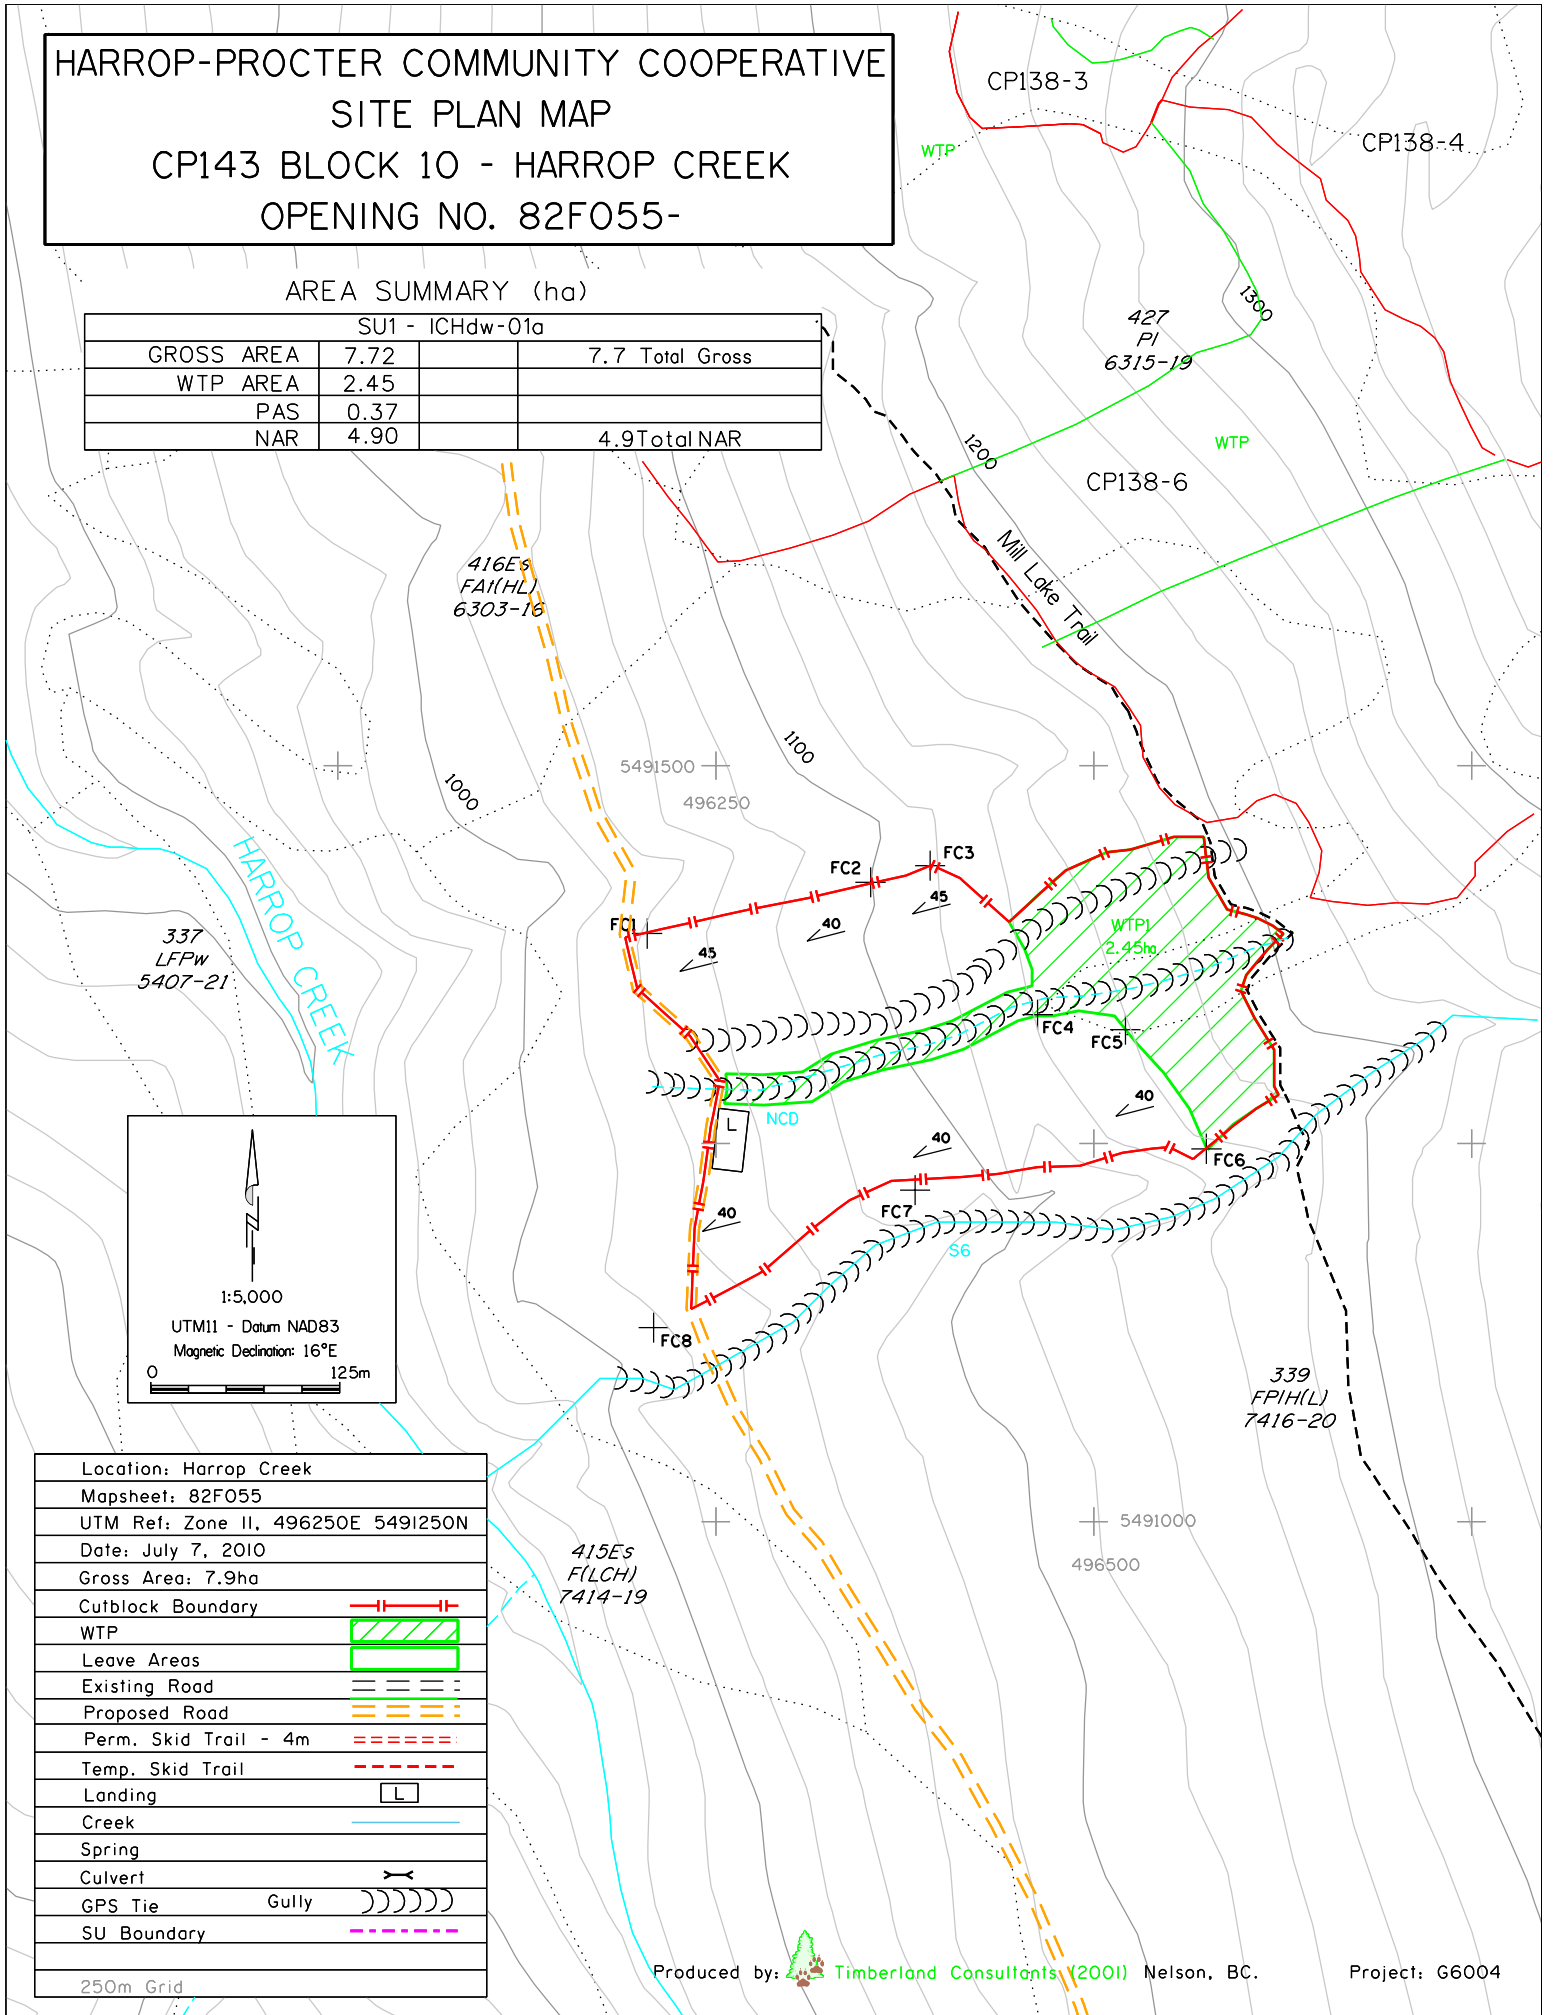 HARROP-PROCTER COMMUNITY COOPERATIVE
SITE PLAN MAP
CP143 BLOCK 10 - HARROP CREEK
OPENING NO. 82F055-
CP138-3
WTP
CP138-4
AREA SUMMARY (ha)
SU1 - ICHdw-01a
GROSS AREA 7.72 7.7 Total Gross
WTP AREA 2.45
PAS 0.37
NAR 4.90 4.9 Total NAR
1300
427
Pl
6315-19
1200
WTP
CP138-6
Mill Lake Trail
416Es
FAt(HL)
6303-16
1100
1000
5491500
496250
HARROP CREEK
337
LFPw
5407-21
FC1
FC2
FC3
45
40
45
WTP1
2.45ha
FC4
FC5
NCD
L
40
40
FC6
FC7
40
S6
FC8
1:5,000
UTM11 - Datum NAD83
Magnetic Declination: 16°E
0 125m
339
FPlH(L)
7416-20
5491000
496500
415Es
F(LCH)
7414-19
Location: Harrop Creek
Mapsheet: 82F055
UTM Ref: Zone 11, 496250E 5491250N
Date: July 7, 2010
Gross Area: 7.9ha
Cutblock Boundary
WTP
Leave Areas
Existing Road
Proposed Road
Perm. Skid Trail - 4m
Temp. Skid Trail
Landing L
Creek
Spring
Culvert
GPS Tie Gully
SU Boundary
250m Grid
Produced by: Timberland Consultants (2001) Nelson, BC. Project: G6004